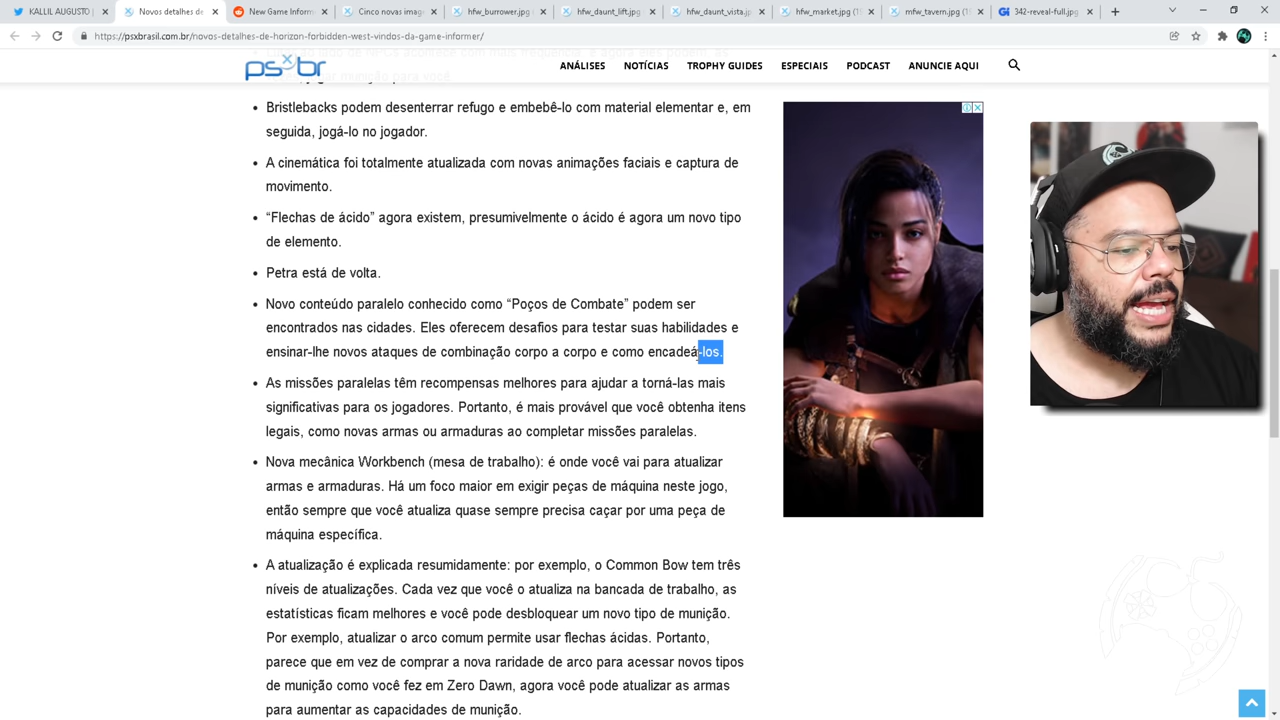 KALLIL AUGUSTO
Novos detalhes de
New Game Inform
Cinco novas image
hfw_burrower.jpg
hfw_daunt_lift.jpg
hfw_daunt_vista.jp
hfw_market.jpg (1
mfw_tavern.jpg (1
342-reveal-full.jpg
https://psxbrasil.com.br/novos-detalhes-de-horizon-forbidden-west-vindos-da-game-informer/
psxbr
ANÁLISES
NOTÍCIAS
TROPHY GUIDES
ESPECIAIS
PODCAST
ANUNCIE AQUI
munição para você.
Bristlebacks podem desenterrar refugo e embebê-lo com material elementar e, em
seguida, jogá-lo no jogador.
A cinemática foi totalmente atualizada com novas animações faciais e captura de
movimento.
“Flechas de ácido” agora existem, presumivelmente o ácido é agora um novo tipo
de elemento.
Petra está de volta.
Novo conteúdo paralelo conhecido como “Poços de Combate” podem ser
encontrados nas cidades. Eles oferecem desafios para testar suas habilidades e
ensinar-lhe novos ataques de combinação corpo a corpo e como encadeá-los.
As missões paralelas têm recompensas melhores para ajudar a torná-las mais
significativas para os jogadores. Portanto, é mais provável que você obtenha itens
legais, como novas armas ou armaduras ao completar missões paralelas.
Nova mecânica Workbench (mesa de trabalho): é onde você vai para atualizar
armas e armaduras. Há um foco maior em exigir peças de máquina neste jogo,
então sempre que você atualiza quase sempre precisa caçar por uma peça de
máquina específica.
A atualização é explicada resumidamente: por exemplo, o Common Bow tem três
níveis de atualizações. Cada vez que você o atualiza na bancada de trabalho, as
estatísticas ficam melhores e você pode desbloquear um novo tipo de munição.
Por exemplo, atualizar o arco comum permite usar flechas ácidas. Portanto,
parece que em vez de comprar a nova raridade de arco para acessar novos tipos
de munição como você fez em Zero Dawn, agora você pode atualizar as armas
para aumentar as capacidades de munição.